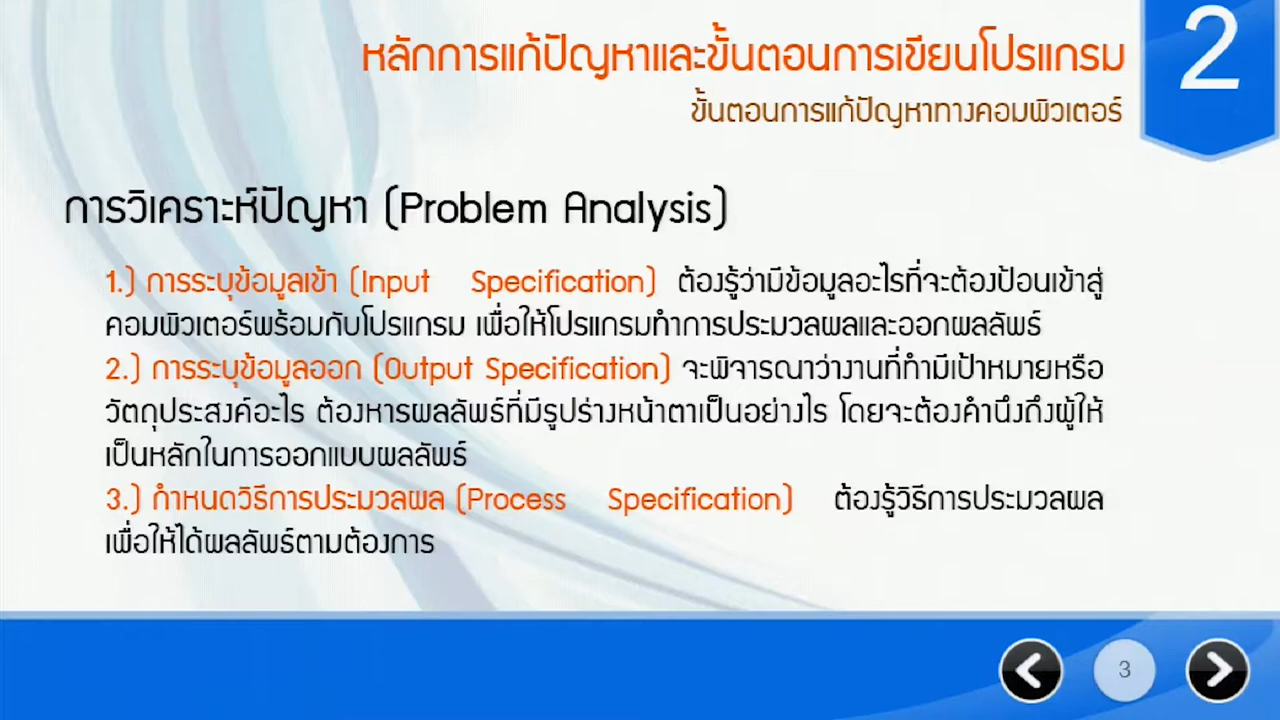 หลักการแก้ปัญหาและขั้นตอนการเขียนโปรแกรม
2
ขั้นตอนการแก้ปัญหาทางคอมพิวเตอร์
การวิเคราะห์ปัญหา (Problem Analysis)
1.) การระบุข้อมูลเข้า (Input Specification) ต้องรู้ว่ามีข้อมูลอะไรที่จะต้องป้อนเข้าสู่
คอมพิวเตอร์พร้อมกับโปรแกรม เพื่อให้โปรแกรมทำการประมวลผลและออกผลลัพธ์
2.) การระบุข้อมูลออก (Output Specification) จะพิจารณาว่างานที่ทำมีเป้าหมายหรือ
วัตถุประสงค์อะไร ต้องหารผลลัพธ์ที่มีรูปร่างหน้าตาเป็นอย่างไร โดยจะต้องคำนึงถึงผู้ให้
เป็นหลักในการออกแบบผลลัพธ์
3.) กำหนดวิธีการประมวลผล (Process Specification) ต้องรู้วิธีการประมวลผล
เพื่อให้ได้ผลลัพธ์ตามต้องการ
3